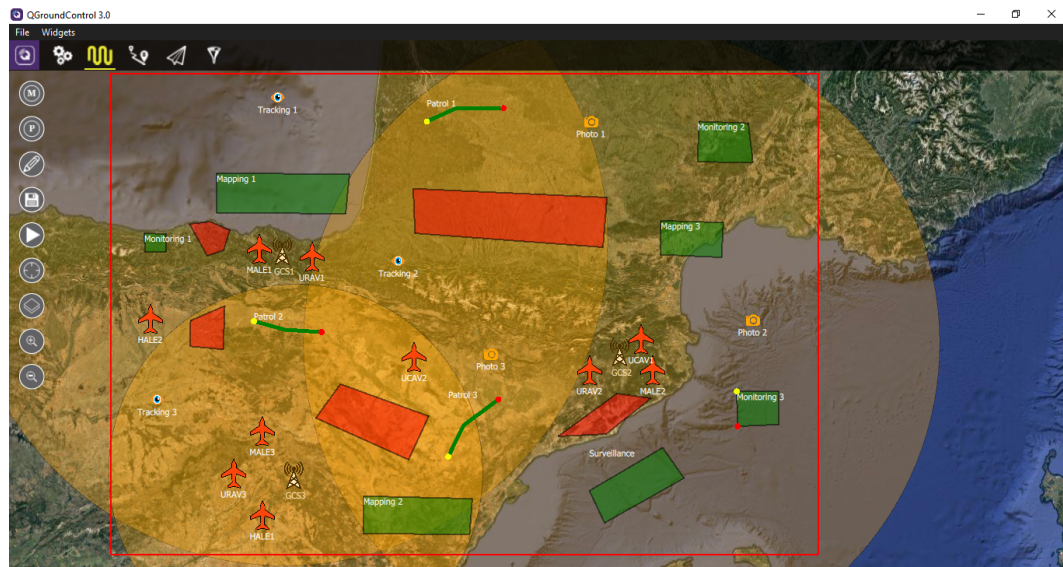 QGroundControl 3.0
File Widgets
M
P
Tracking 1
Patrol 1
Photo 1
Monitoring 2
Mapping 1
Monitoring 1
MALE1
GCS1
URAV1
Tracking 2
Mapping 3
HALE2
Patrol 2
UCAV2
Photo 3
Photo 2
UCAV1
GCS2
URAV2
MALE2
Tracking 3
Patrol 3
Monitoring 3
MALE3
Surveillance
URAV3
GCS3
Mapping 2
HALE1